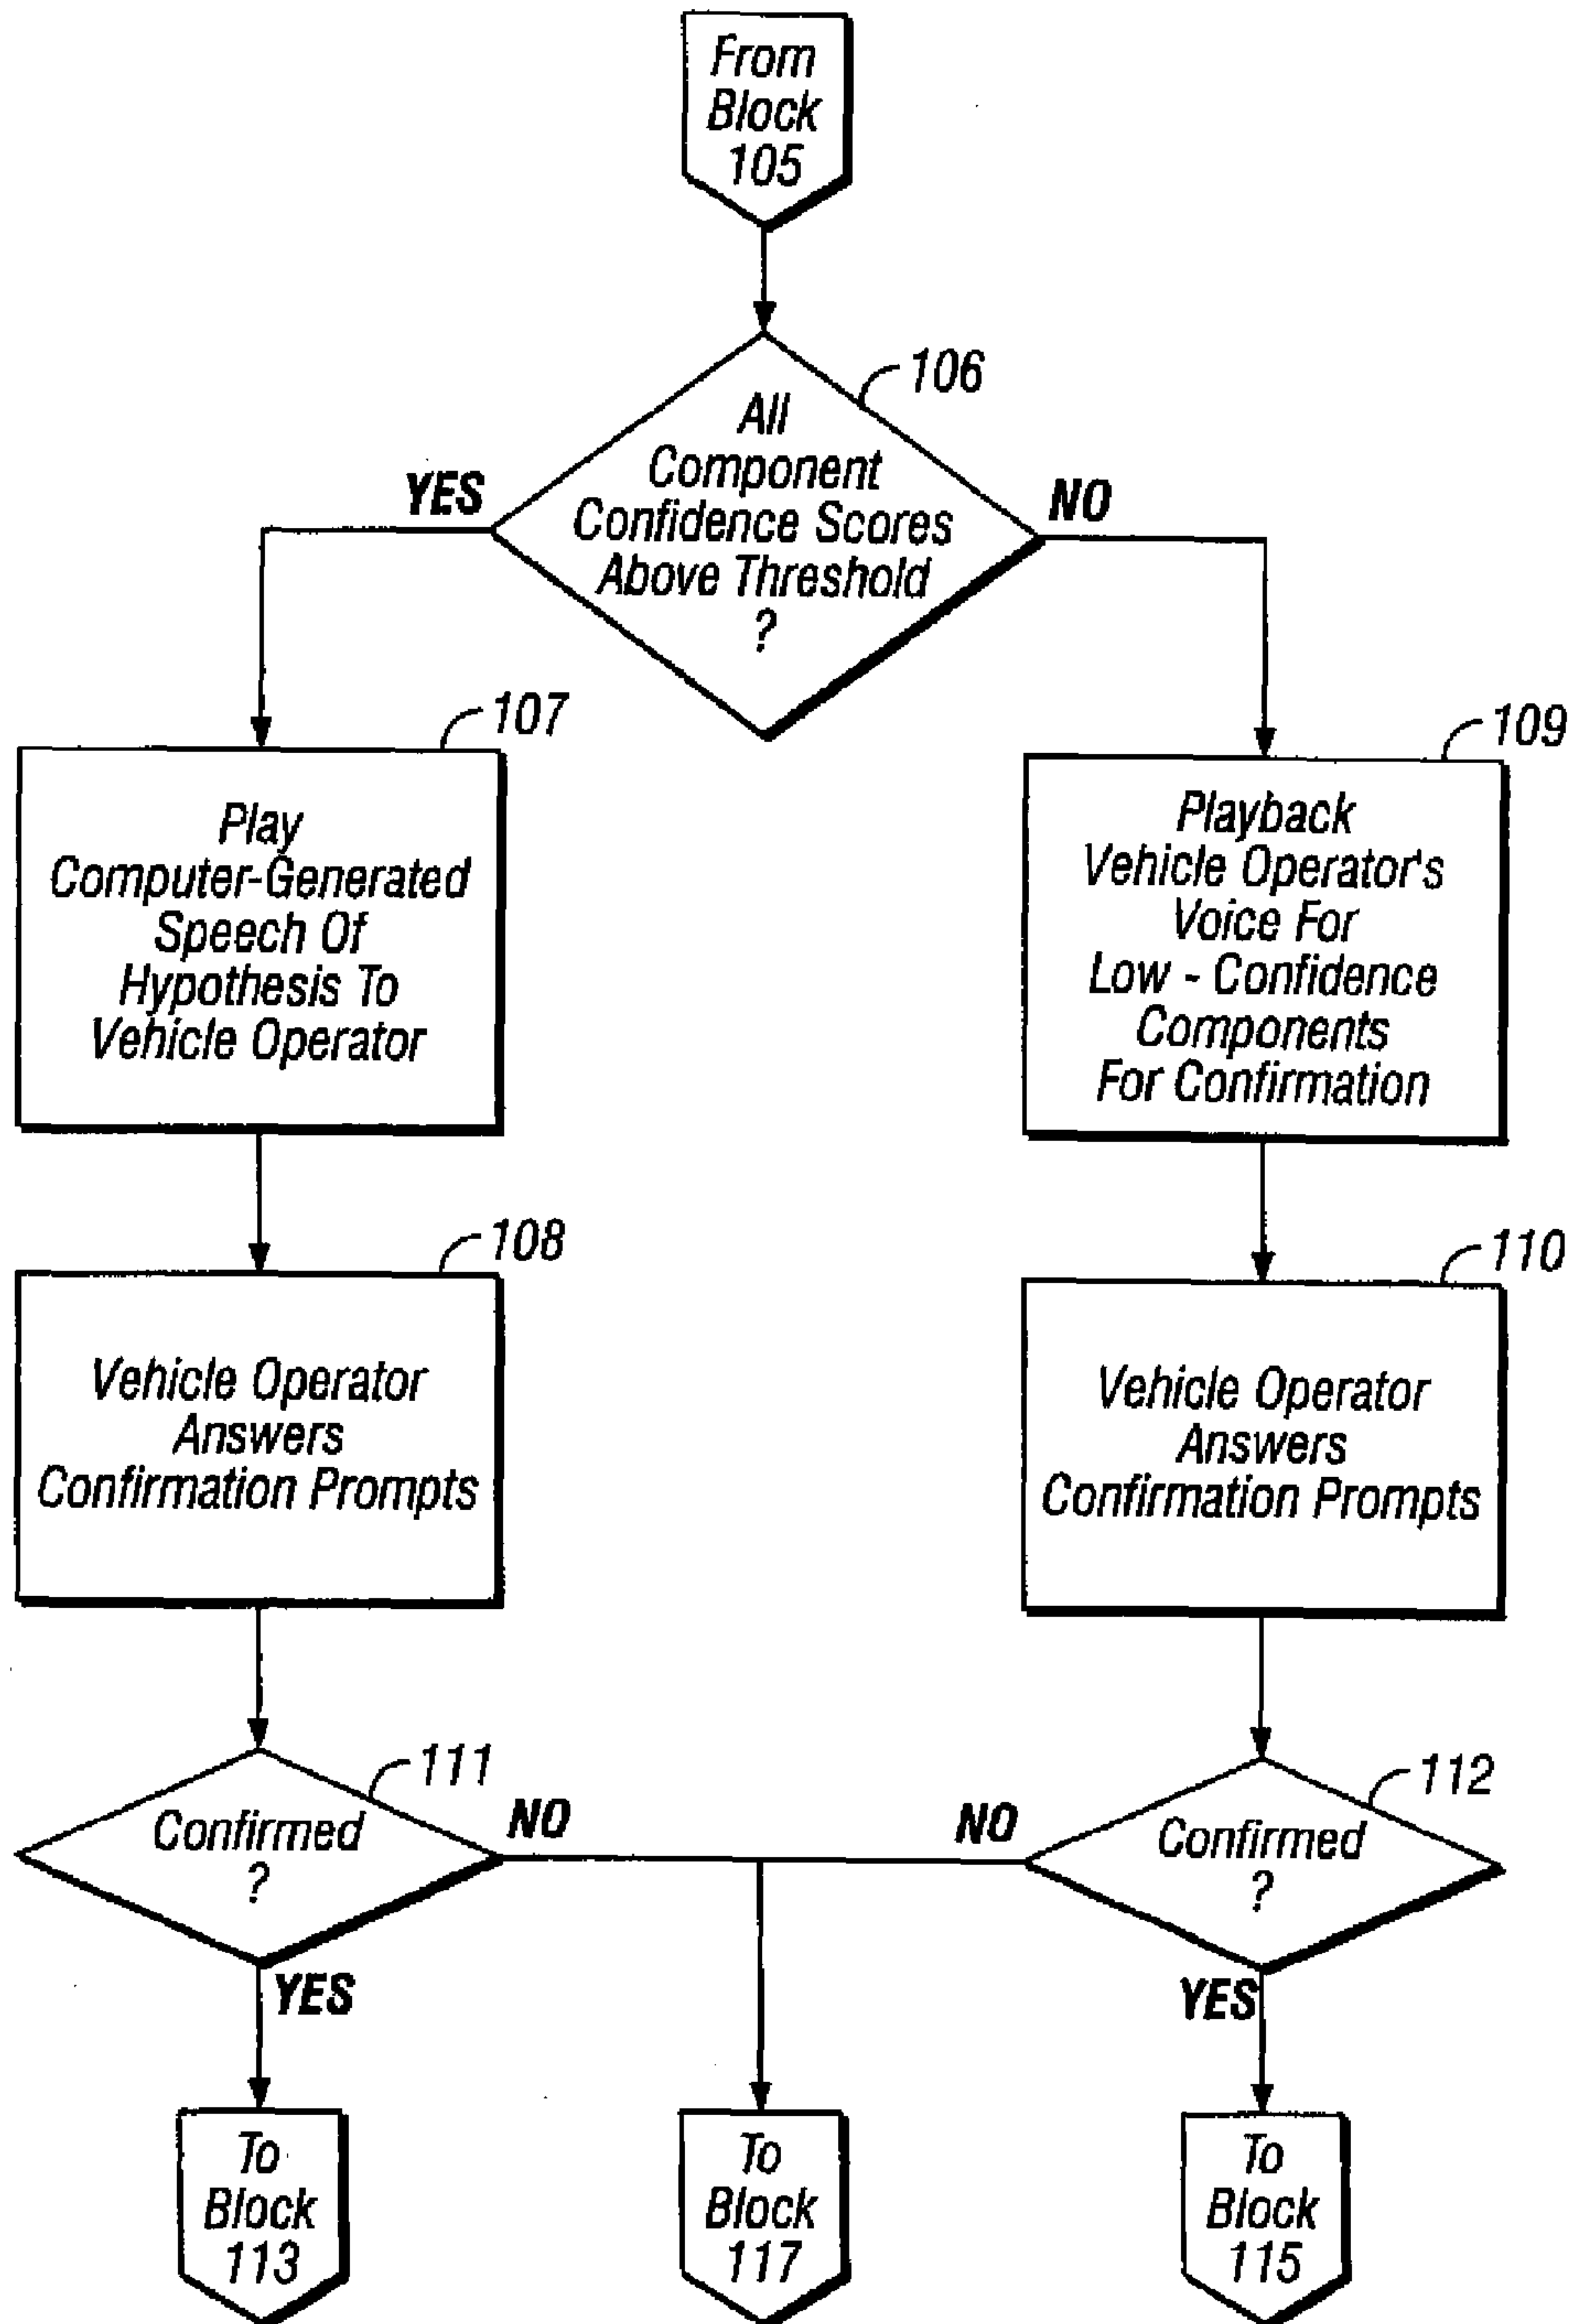 From
Block
105
106
All
Component
Confidence Scores
Above Threshold
?
YES
NO
107
Play
Computer-Generated
Speech Of
Hypothesis To
Vehicle Operator
109
Playback
Vehicle Operator's
Voice For
Low - Confidence
Components
For Confirmation
108
Vehicle Operator
Answers
Confirmation Prompts
110
Vehicle Operator
Answers
Confirmation Prompts
111
Confirmed
?
NO
YES
112
Confirmed
?
NO
YES
To
Block
113
To
Block
117
To
Block
115